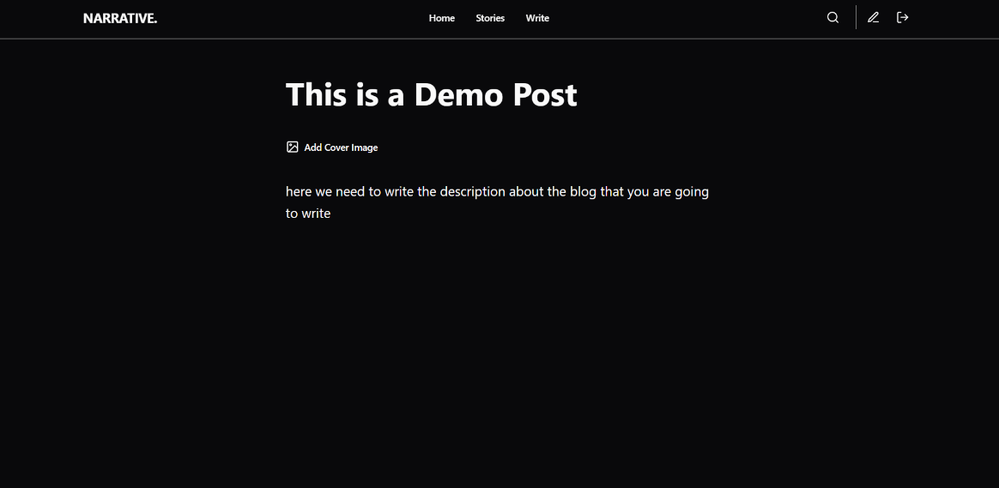 NARRATIVE.
Home Stories Write
This is a Demo Post
Add Cover Image
here we need to write the description about the blog that you are going
to write